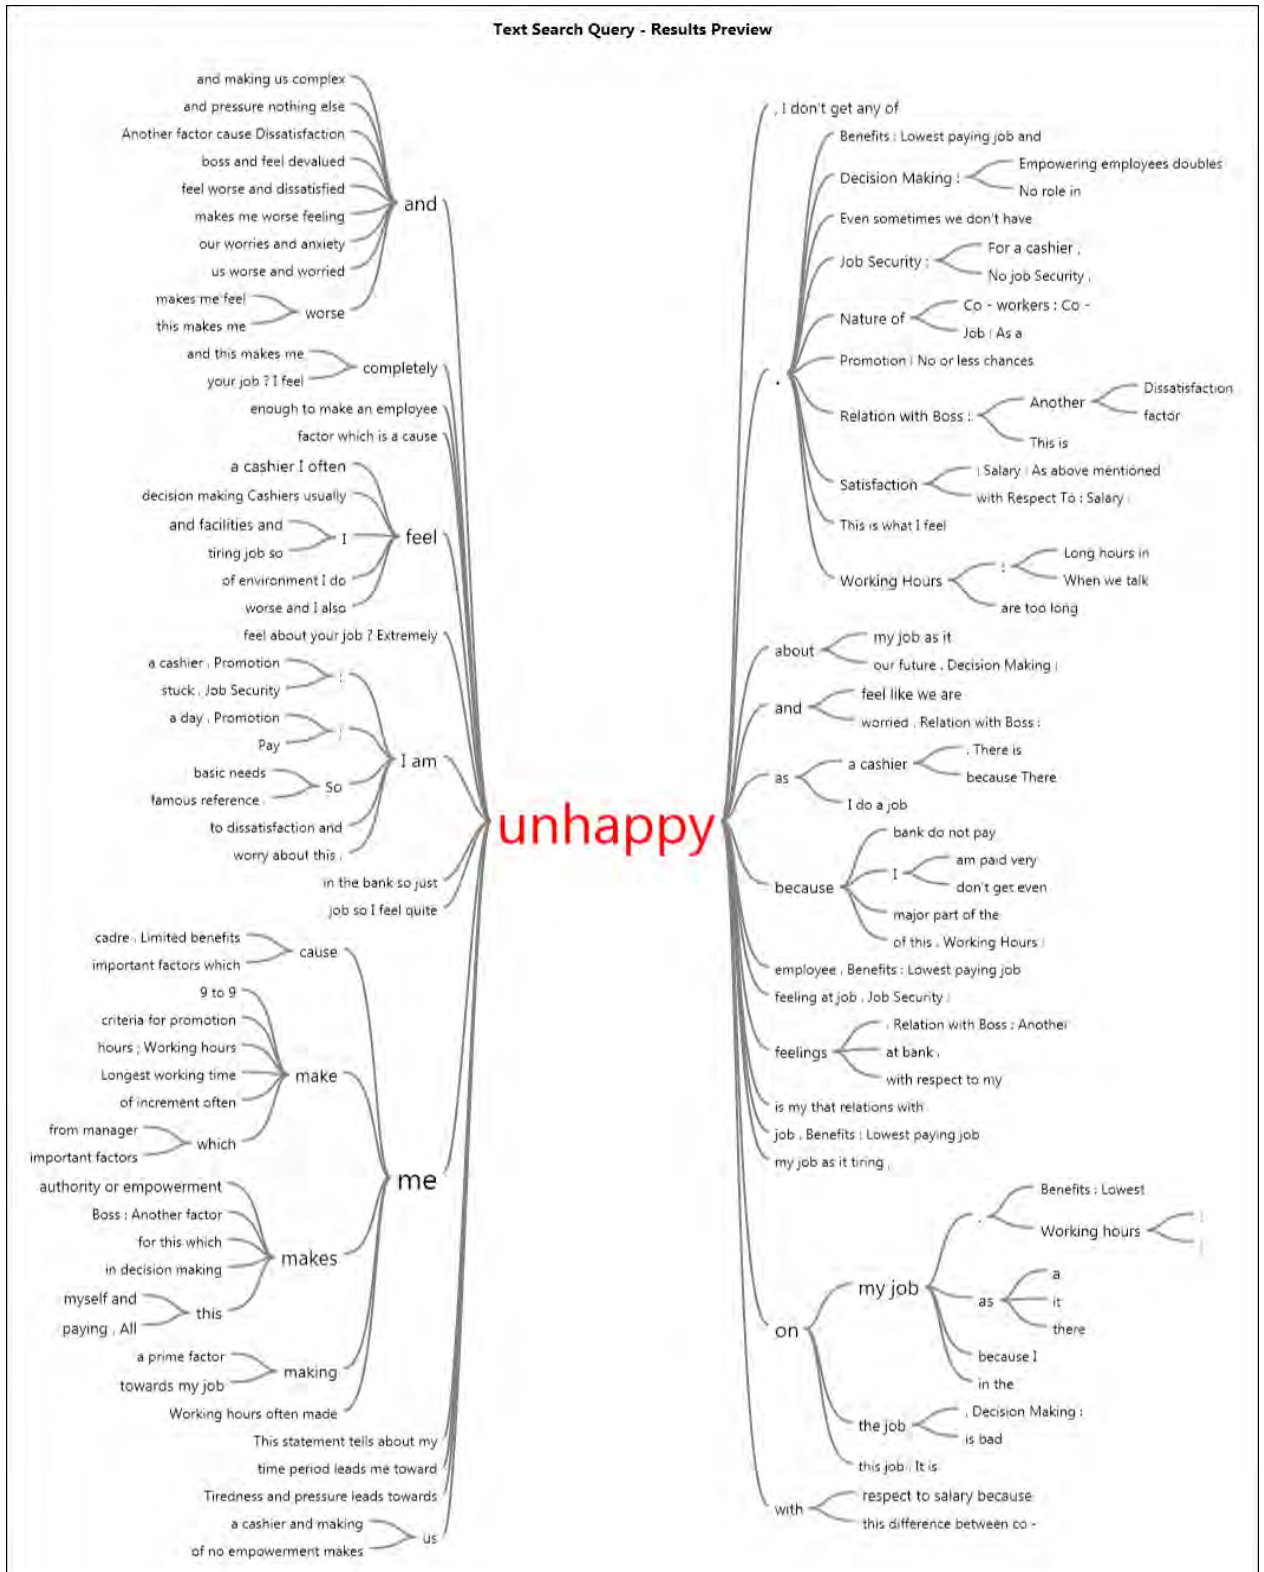 Text Search Query - Results Preview
and making us complex
and pressure nothing else
Another factor cause Dissatisfaction
boss and feel devalued
feel worse and dissatisfied
makes me worse feeling
our worries and anxiety
us worse and worried
makes me feel
this makes me
worse
and
and this makes me
your job ? I feel
completely
enough to make an employee
factor which is a cause
a cashier I often
decision making Cashiers usually
and facilities and
tiring job so
I
of environment I do
worse and I also
feel
feel about your job ? Extremely
a cashier . Promotion
stuck . Job Security
:
a day . Promotion
Pay
;
basic needs
famous reference .
So
to dissatisfaction and
worry about this ,
I am
in the bank so just
job so I feel quite
cadre . Limited benefits
important factors which
cause
9 to 9
criteria for promotion
hours ; Working hours
Longest working time
of increment often
from manager
important factors
which
make
authority or empowerment
Boss : Another factor
for this which
in decision making
myself and
paying . All
this
makes
a prime factor
towards my job
making
Working hours often made
me
This statement tells about my
time period leads me toward
Tiredness and pressure leads towards
a cashier and making
of no empowerment makes
us
unhappy
, I don't get any of
.
Benefits : Lowest paying job and
Decision Making :
Empowering employees doubles
No role in
Even sometimes we don't have
Job Security :
For a cashier ,
No job Security ,
Nature of
Co - workers : Co -
Job : As a
Promotion : No or less chances
Relation with Boss :
Another
Dissatisfaction
factor
This is
Satisfaction
: Salary : As above mentioned
with Respect To : Salary :
This is what I feel
Working Hours
:
Long hours in
When we talk
are too long
about
my job as it
our future . Decision Making :
and
feel like we are
worried . Relation with Boss :
as
a cashier
. There is
because There
I do a job
because
bank do not pay
I
am paid very
don't get even
major part of the
of this . Working Hours :
employee . Benefits : Lowest paying job
feeling at job . Job Security :
feelings
. Relation with Boss : Another
at bank .
with respect to my
is my that relations with
job . Benefits : Lowest paying job
my job as it tiring .
on
my job
.
Benefits : Lowest
Working hours
:
as
a
it
there
because I
in the
the job
. Decision Making :
is bad
this job . It is
with
respect to salary because
this difference between co -